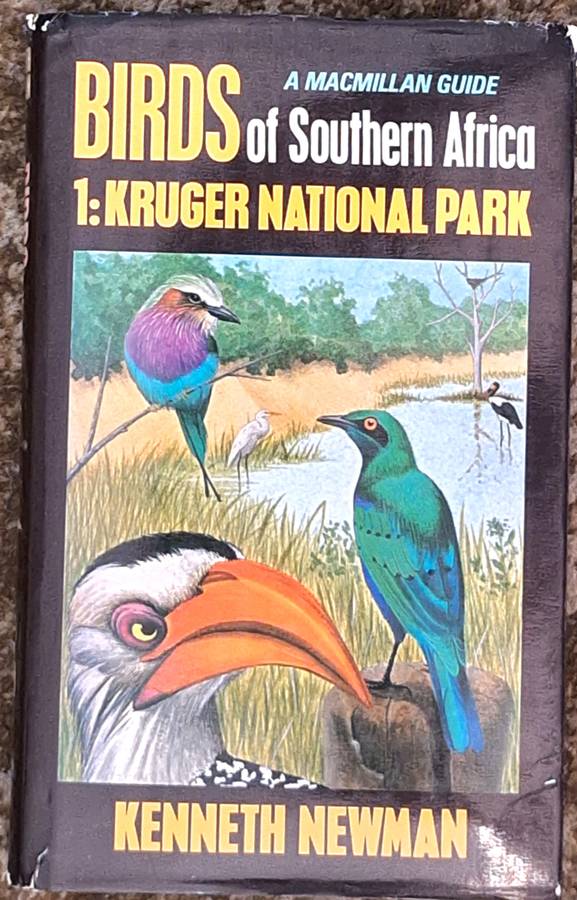 A MACMILLAN GUIDE
BIRDS of Southern Africa
1: KRUGER NATIONAL PARK
KENNETH NEWMAN